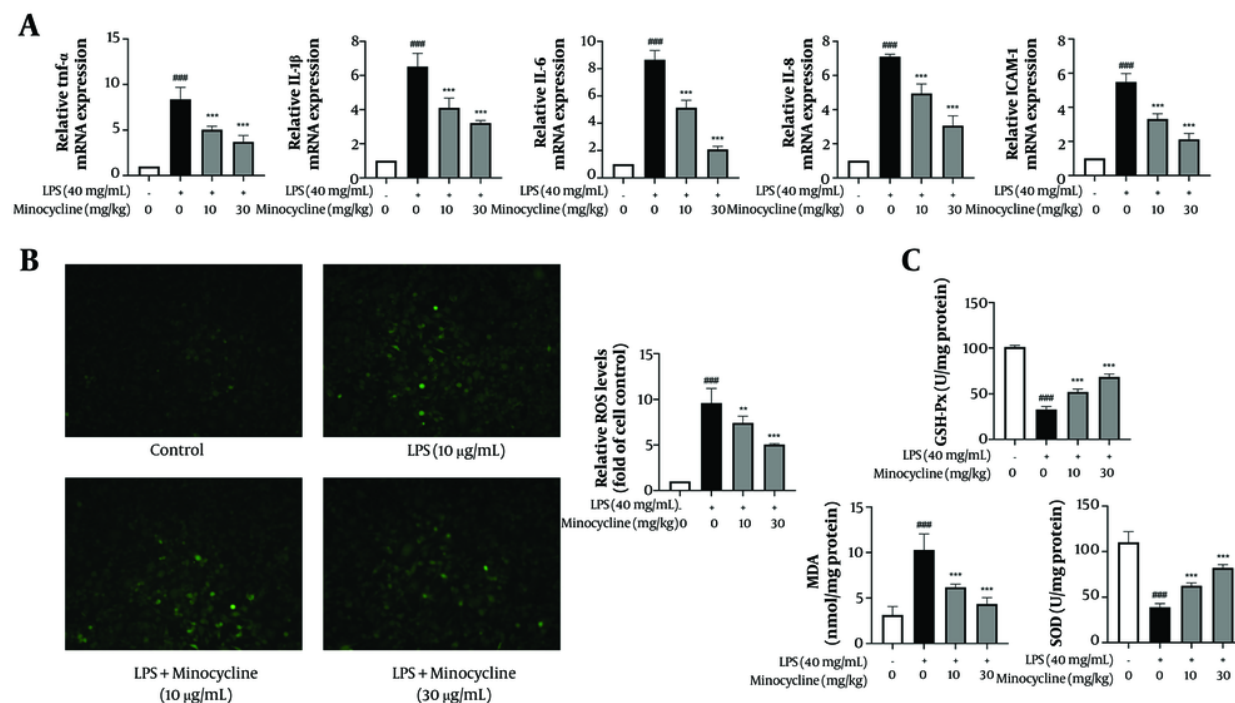 A
Relative tnf-α
mRNA expression
15
10
5
0
###
***
***
LPS (40 mg/mL) - + + +
Minocycline (mg/kg) 0 0 10 30
Relative IL-1β
mRNA expression
8
6
4
2
0
###
***
***
LPS (40 mg/mL) - + + +
Minocycline (mg/kg) 0 0 10 30
Relative IL-6
mRNA expression
10
8
6
4
2
0
###
***
***
LPS (40 mg/mL) - + + +
Minocycline (mg/kg) 0 0 10 30
Relative IL-8
mRNA expression
8
6
4
2
0
###
***
***
LPS (40 mg/mL) - + + +
Minocycline (mg/kg) 0 0 10 30
Relative ICAM-1
mRNA expression
8
6
4
2
0
###
***
***
LPS (40 mg/mL) - + + +
Minocycline (mg/kg) 0 0 10 30
B
Control
LPS (10 µg/mL)
LPS + Minocycline
(10 µg/mL)
LPS + Minocycline
(30 µg/mL)
Relative ROS levels
(fold of cell control)
15
10
5
0
###
**
***
LPS (40 mg/mL) - + + +
Minocycline (mg/kg) 0 0 10 30
C
GSH-Px (U/mg protein)
150
100
50
0
###
***
***
LPS (40 mg/mL) - + + +
Minocycline (mg/kg) 0 0 10 30
MDA
(nmol/mg protein)
15
10
5
0
###
***
***
LPS (40 mg/mL) - + + +
Minocycline (mg/kg) 0 0 10 30
SOD (U/mg protein)
150
100
50
0
###
***
***
LPS (40 mg/mL) - + + +
Minocycline (mg/kg) 0 0 10 30